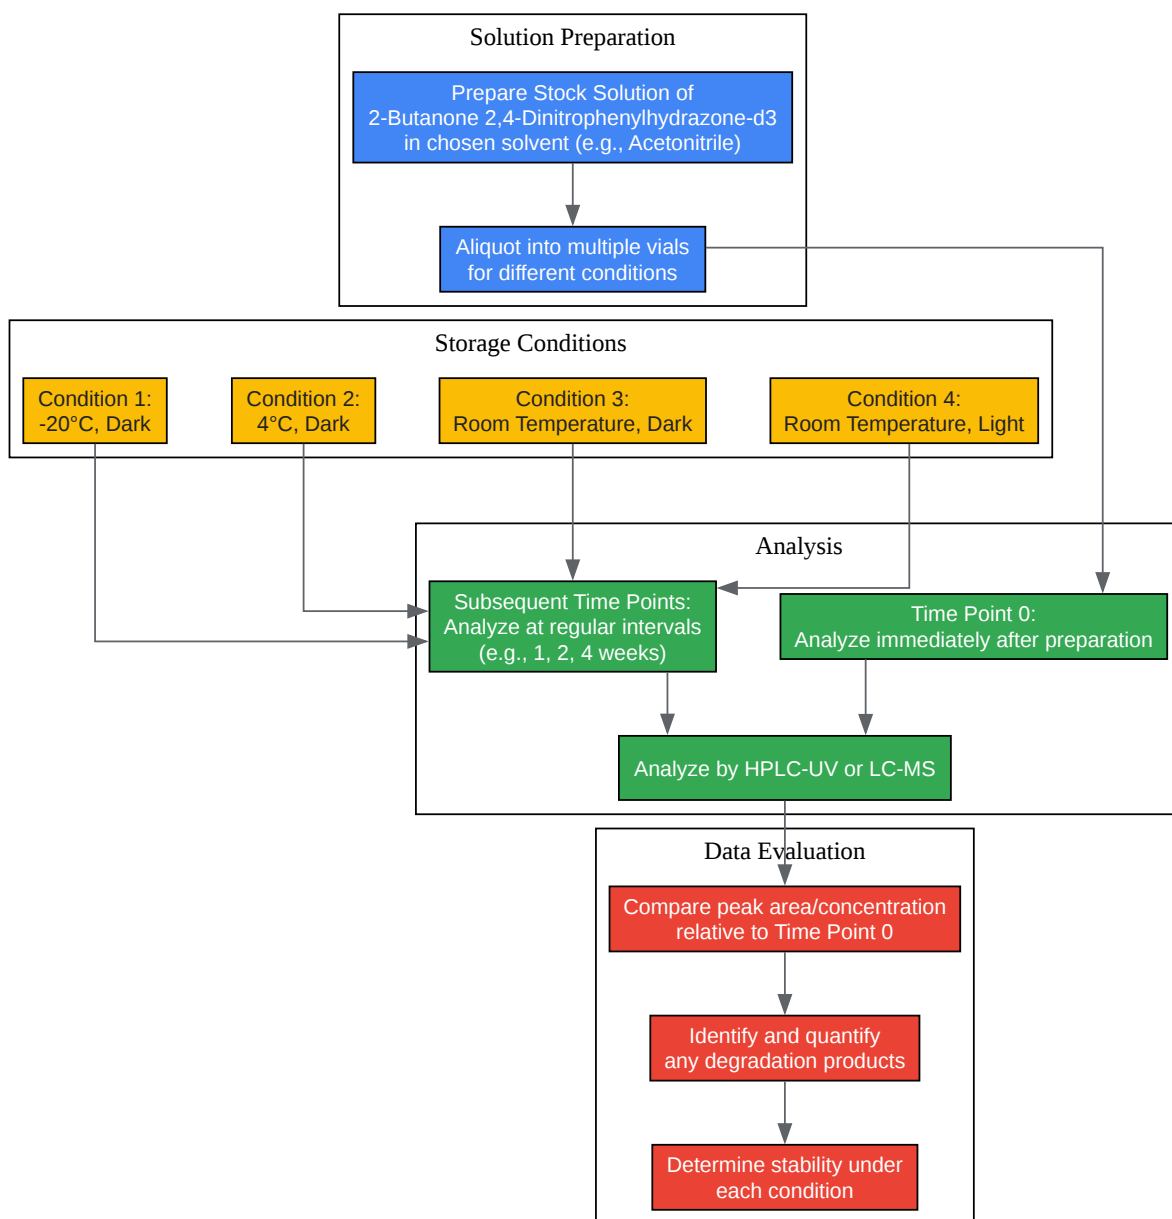 Solution Preparation
Prepare Stock Solution of
2-Butanone 2,4-Dinitrophenylhydrazone-d3
in chosen solvent (e.g., Acetonitrile)
Aliquot into multiple vials
for different conditions
Storage Conditions
Condition 1:
-20°C, Dark
Condition 2:
4°C, Dark
Condition 3:
Room Temperature, Dark
Condition 4:
Room Temperature, Light
Analysis
Subsequent Time Points:
Analyze at regular intervals
(e.g., 1, 2, 4 weeks)
Time Point 0:
Analyze immediately after preparation
Analyze by HPLC-UV or LC-MS
Data Evaluation
Compare peak area/concentration
relative to Time Point 0
Identify and quantify
any degradation products
Determine stability under
each condition